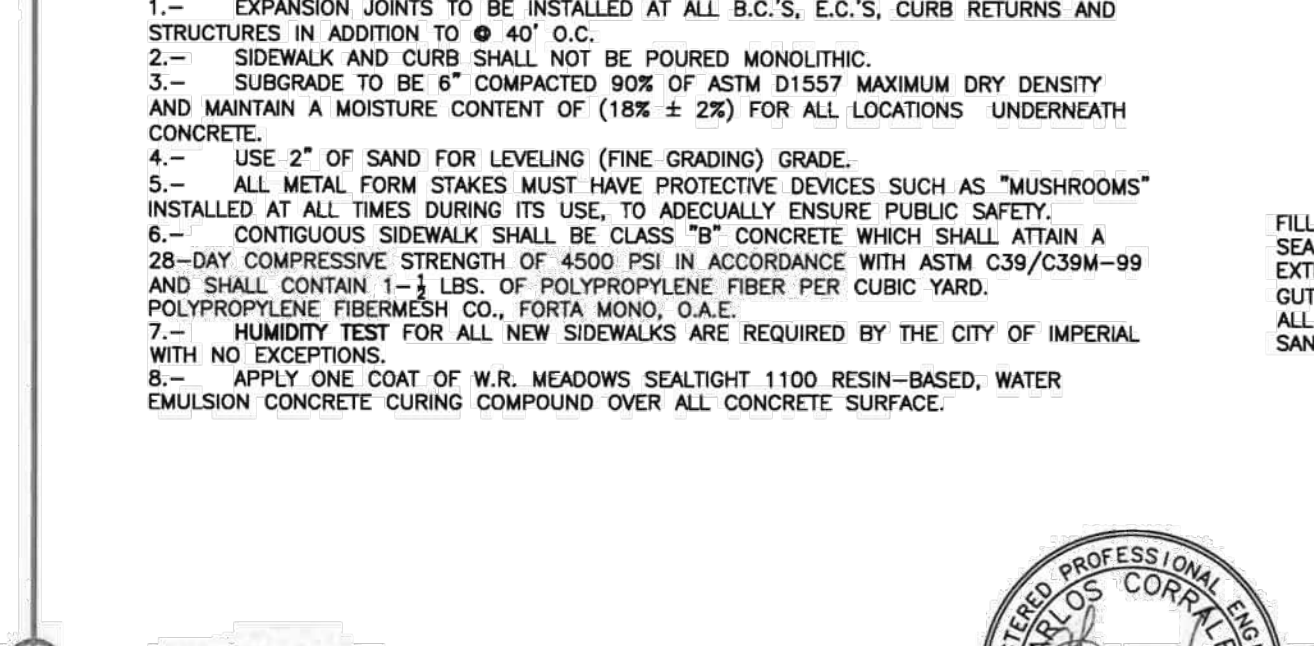 1.– EXPANSION JOINTS TO BE INSTALLED AT ALL B.C.'S, E.C.'S, CURB RETURNS AND
STRUCTURES IN ADDITION TO @ 40' O.C.
2.– SIDEWALK AND CURB SHALL NOT BE POURED MONOLITHIC.
3.– SUBGRADE TO BE 6" COMPACTED 90% OF ASTM D1557 MAXIMUM DRY DENSITY
AND MAINTAIN A MOISTURE CONTENT OF (18% ± 2%) FOR ALL LOCATIONS UNDERNEATH
CONCRETE.
4.– USE 2" OF SAND FOR LEVELING (FINE GRADING) GRADE.
5.– ALL METAL FORM STAKES MUST HAVE PROTECTIVE DEVICES SUCH AS "MUSHROOMS"
INSTALLED AT ALL TIMES DURING ITS USE, TO ADECUALLY ENSURE PUBLIC SAFETY.
6.– CONTIGUOUS SIDEWALK SHALL BE CLASS "B" CONCRETE WHICH SHALL ATTAIN A
28–DAY COMPRESSIVE STRENGTH OF 4500 PSI IN ACCORDANCE WITH ASTM C39/C39M–99
AND SHALL CONTAIN 1–½ LBS. OF POLYPROPYLENE FIBER PER CUBIC YARD.
POLYPROPYLENE FIBERMESH CO., FORTA MONO, O.A.E.
7.– HUMIDITY TEST FOR ALL NEW SIDEWALKS ARE REQUIRED BY THE CITY OF IMPERIAL
WITH NO EXCEPTIONS.
8.– APPLY ONE COAT OF W.R. MEADOWS SEALTIGHT 1100 RESIN–BASED, WATER
EMULSION CONCRETE CURING COMPOUND OVER ALL CONCRETE SURFACE.
FILL
SEA
EXT
GUT
ALL
SAN
TERED PROFESSIONAL ENG
ARLOS CORRALE